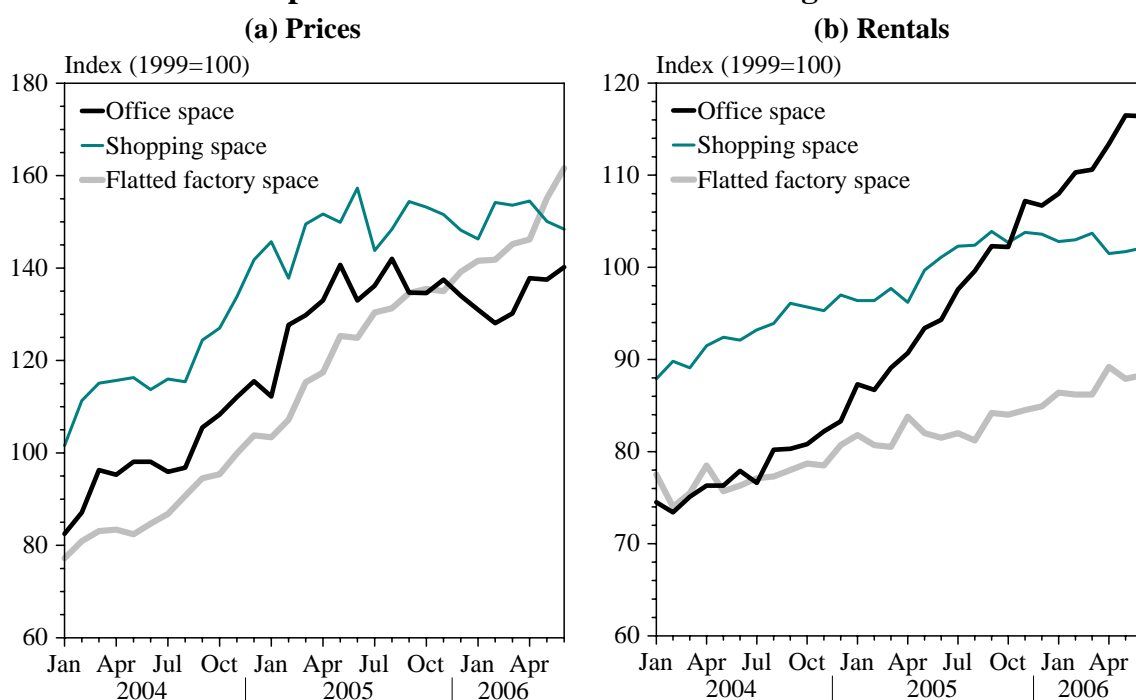 (a) Prices
Index (1999=100)
180
160
140
120
100
80
60
Office space
Shopping space
Flatted factory space
Jan Apr Jul Oct Jan Apr Jul Oct Jan Apr
2004 2005 2006
(b) Rentals
Index (1999=100)
120
110
100
90
80
70
60
Office space
Shopping space
Flatted factory space
Jan Apr Jul Oct Jan Apr Jul Oct Jan Apr
2004 2005 2006